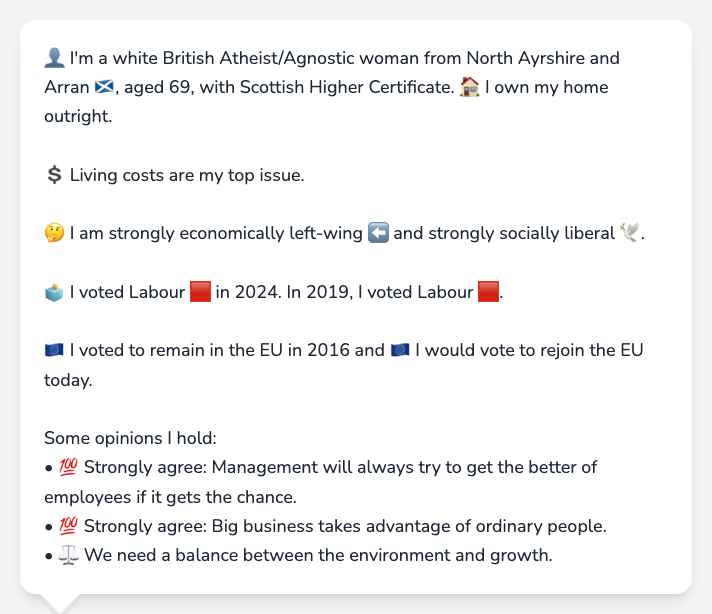 👤 I'm a white British Atheist/Agnostic woman from North Ayrshire and
Arran 🏴󠁧󠁢󠁳󠁣󠁴󠁿, aged 69, with Scottish Higher Certificate. 🏠 I own my home
outright.
💲 Living costs are my top issue.
🤔 I am strongly economically left-wing ⬅️ and strongly socially liberal 🕊️.
🗳️ I voted Labour 🟥 in 2024. In 2019, I voted Labour 🟥.
🇪🇺 I voted to remain in the EU in 2016 and 🇪🇺 I would vote to rejoin the EU
today.
Some opinions I hold:
• 💯 Strongly agree: Management will always try to get the better of
employees if it gets the chance.
• 💯 Strongly agree: Big business takes advantage of ordinary people.
• ⚖️ We need a balance between the environment and growth.